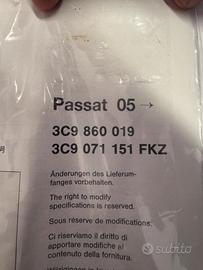 Passat 05 →
3C9 860 019
3C9 071 151 FKZ
Änderungen des Lieferum-
fanges vorbehalten.
The right to modify
specifications is reserved.
Sous réserve de modifications.
Ci riserviamo il diritto di
apportare modifiche al
contenuto della fornitura.
subito